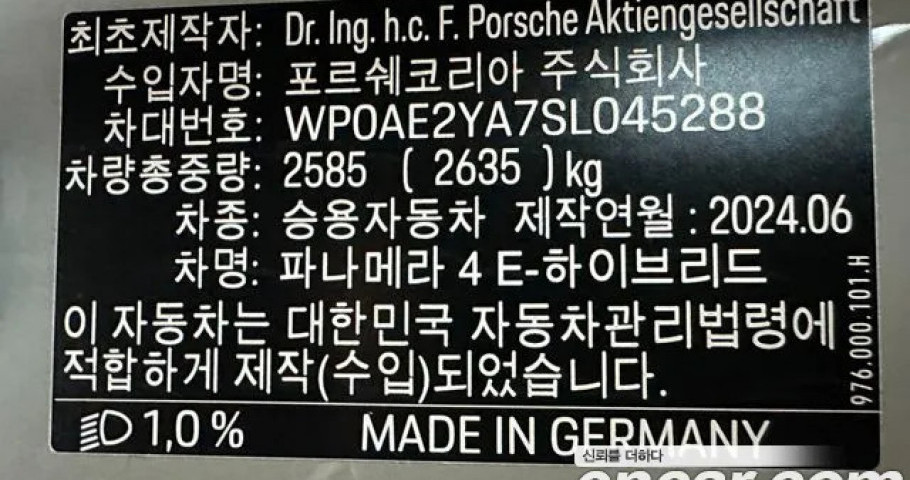 최초제작자: Dr. Ing. h.c. F. Porsche Aktiengesellschaft
수입자명: 포르쉐코리아 주식회사
차대번호: WP0AE2YA7SL045288
차량총중량: 2585 ( 2635 ) kg
차종: 승용자동차 제작연월 : 2024.06
차명: 파나메라 4 E-하이브리드
이 자동차는 대한민국 자동차관리법령에
적합하게 제작(수입)되었습니다.
976.000.101.H
1,0 % MADE IN GERMANY
신뢰를 더하다
encar.com